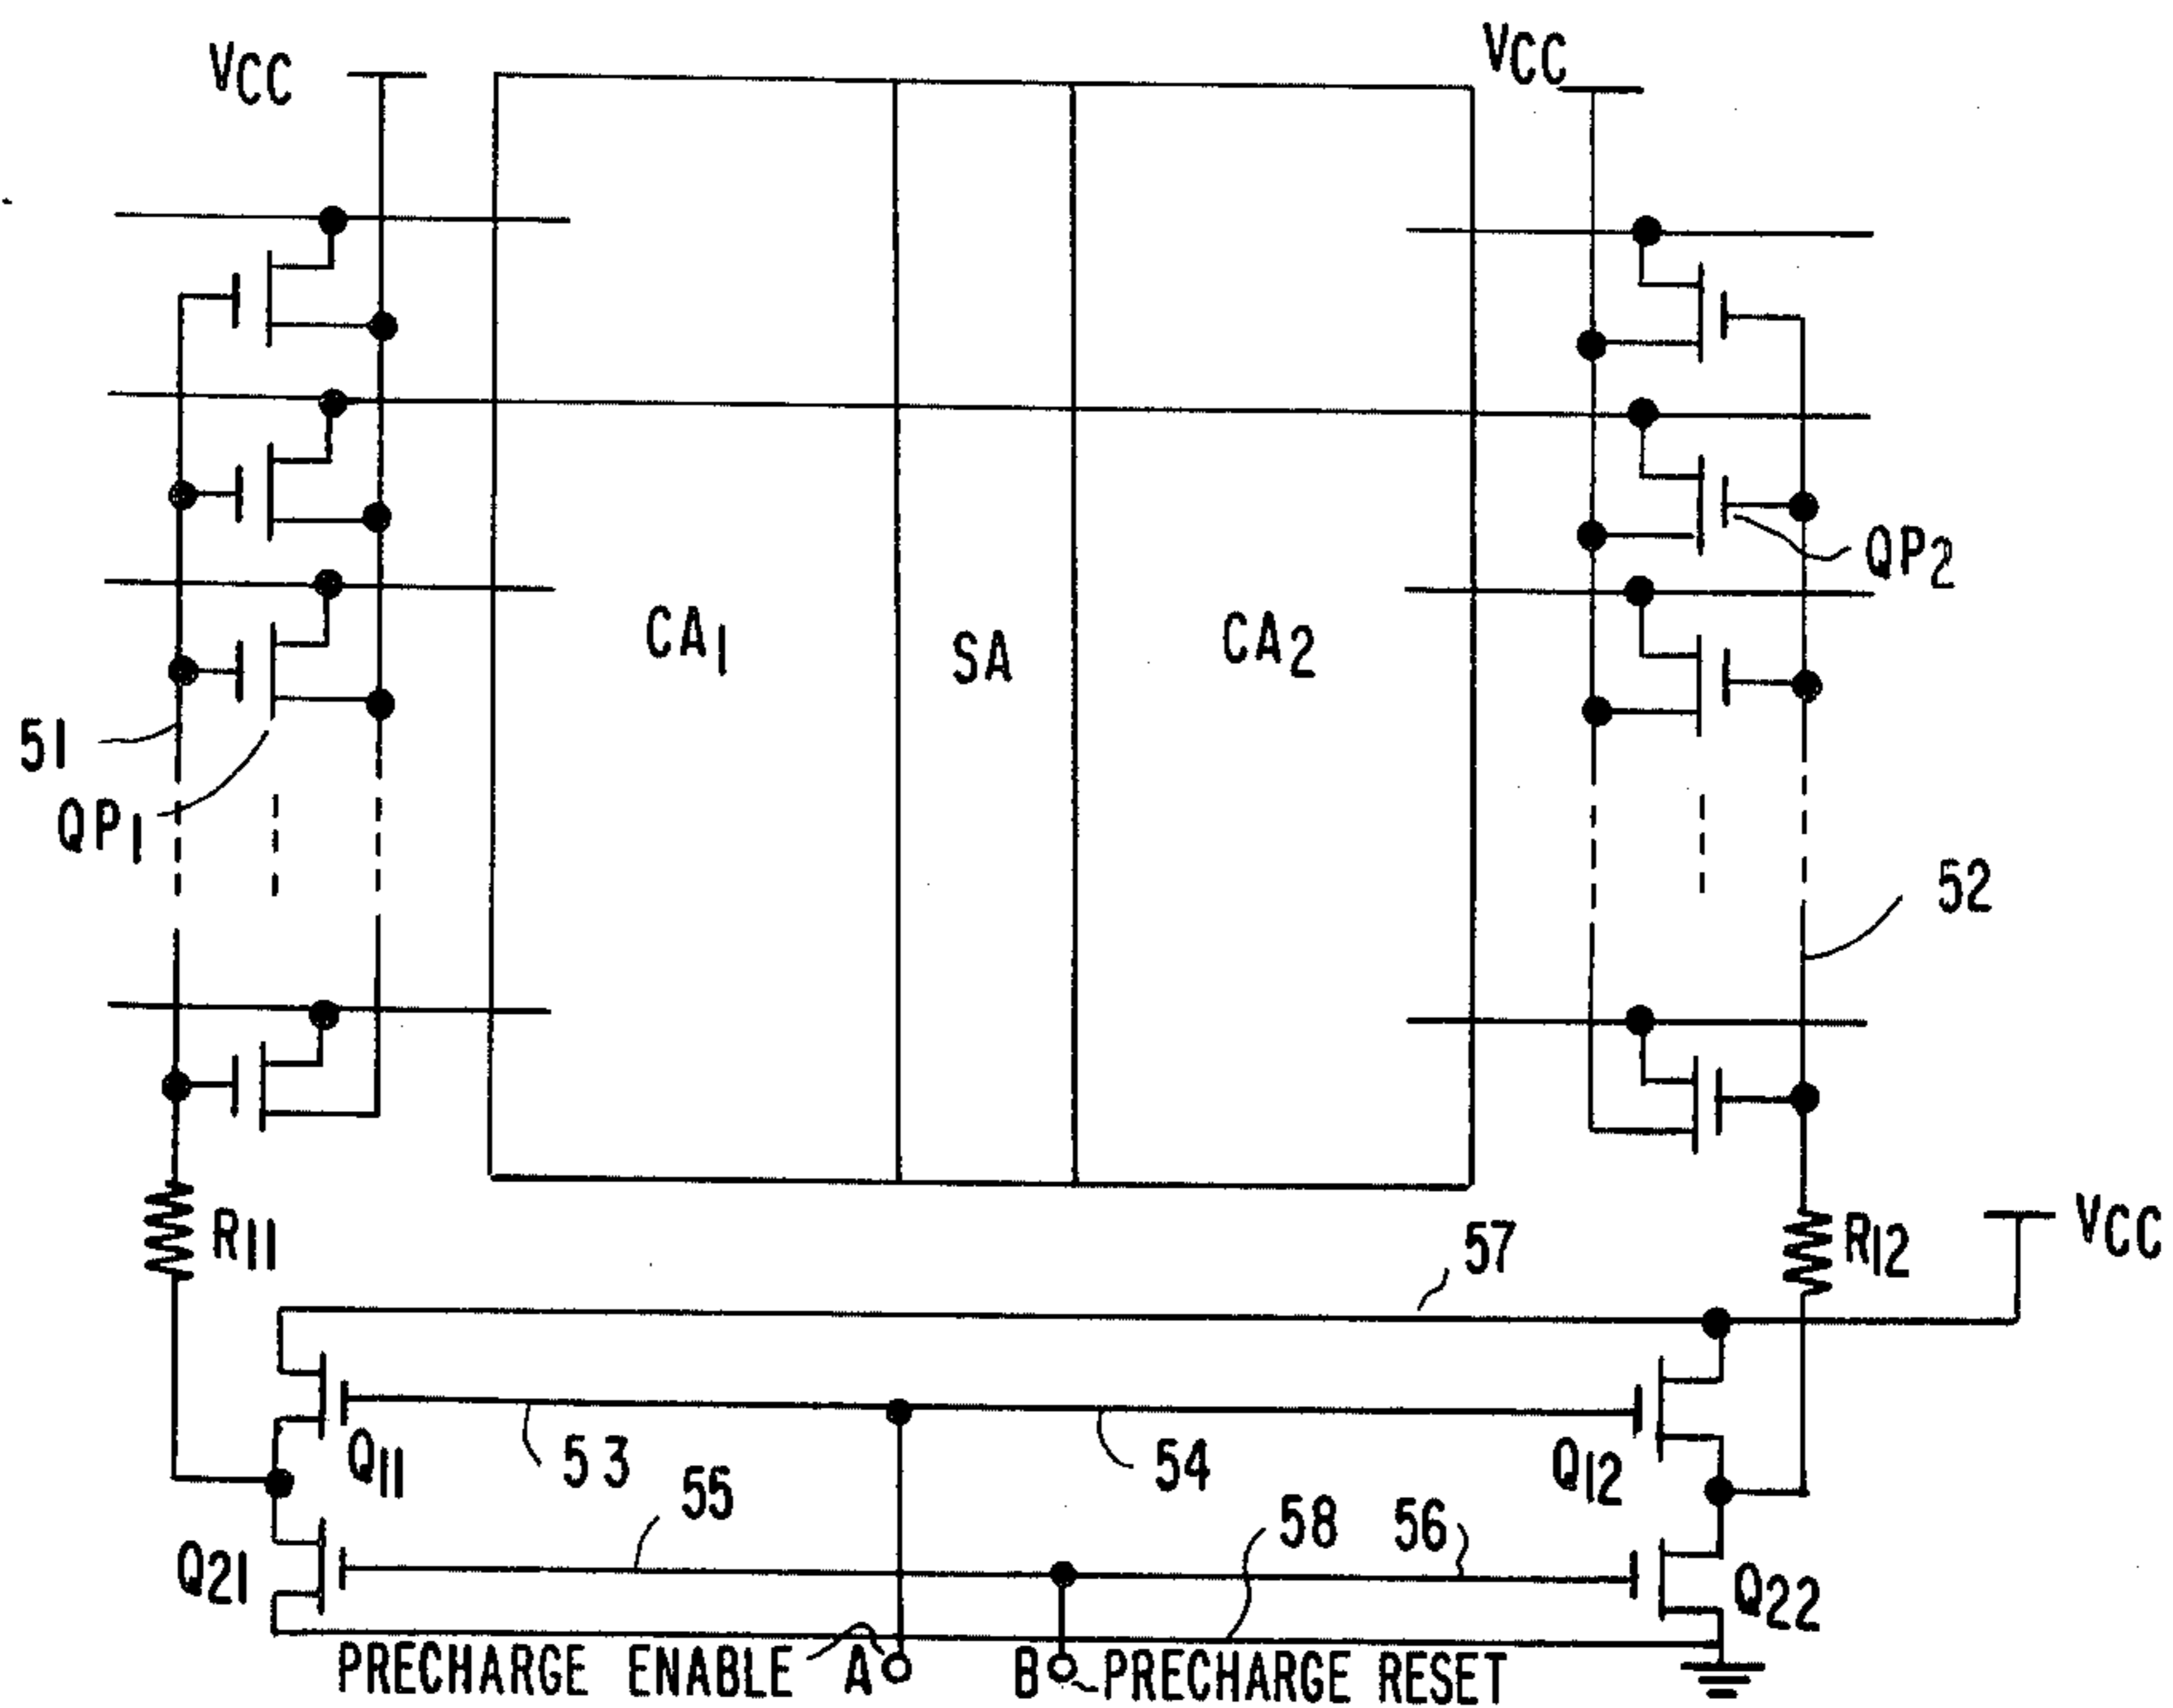 VCC
VCC
QP2
CA1
SA
CA2
51
QP1
52
R11
57
R12
VCC
Q11
53
54
Q12
55
58
56
Q21
Q22
PRECHARGE ENABLE A
B PRECHARGE RESET